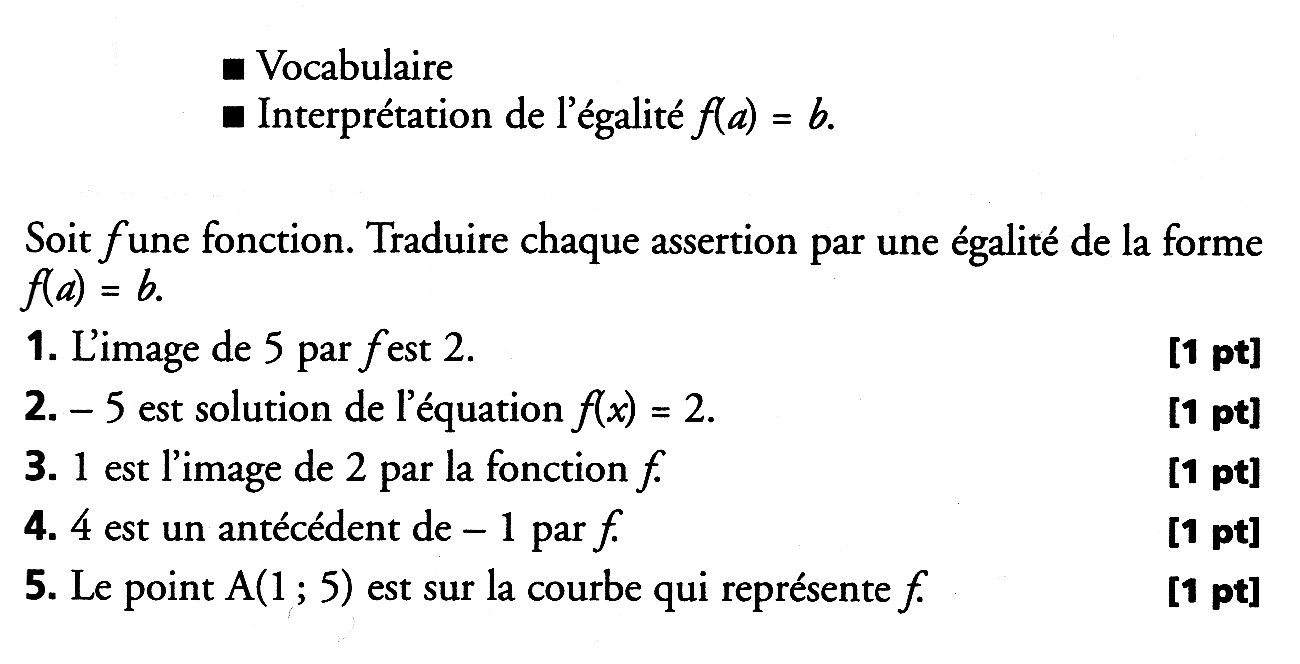 ■ Vocabulaire
■ Interprétation de l'égalité f(a) = b.
Soit f une fonction. Traduire chaque assertion par une égalité de la forme
f(a) = b.
1. L'image de 5 par f est 2. [1 pt]
2. – 5 est solution de l'équation f(x) = 2. [1 pt]
3. 1 est l'image de 2 par la fonction f. [1 pt]
4. 4 est un antécédent de – 1 par f. [1 pt]
5. Le point A(1 ; 5) est sur la courbe qui représente f. [1 pt]